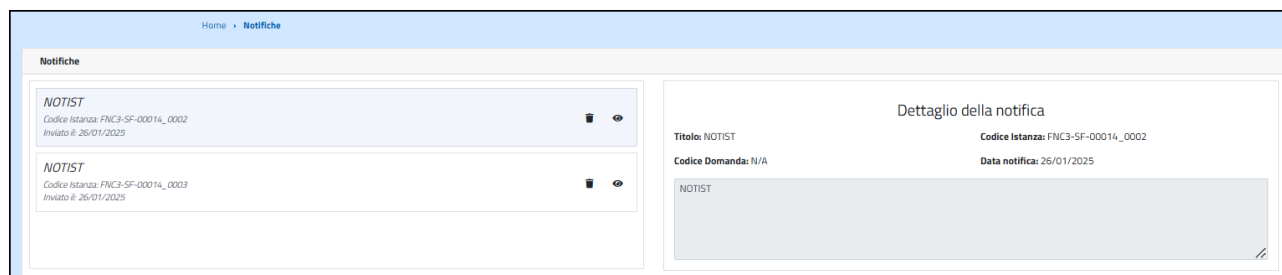 Home › Notifiche
Notifiche
NOTIST
Codice Istanza: FNC3-SF-00014_0002
Inviato il: 26/01/2025
NOTIST
Codice Istanza: FNC3-SF-00014_0003
Inviato il: 26/01/2025
Dettaglio della notifica
Titolo: NOTIST
Codice Istanza: FNC3-SF-00014_0002
Codice Domanda: N/A
Data notifica: 26/01/2025
NOTIST